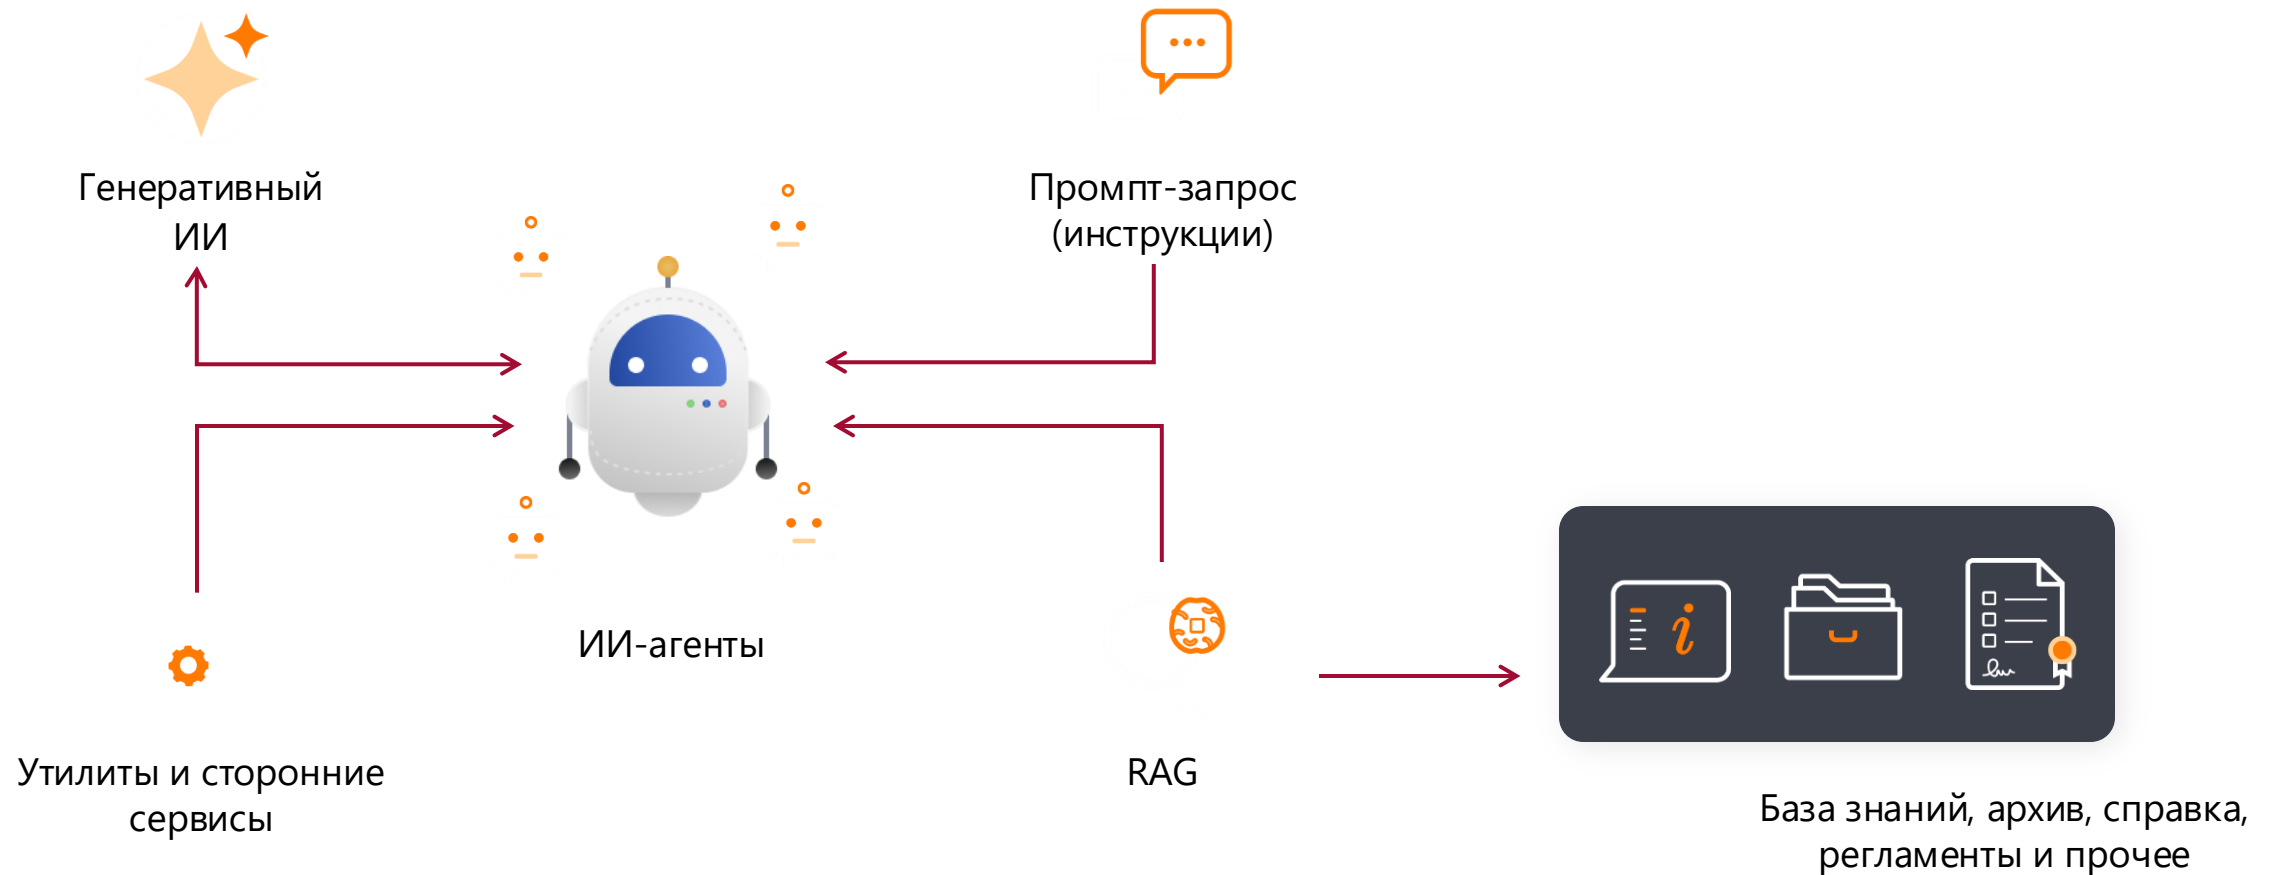 Генеративный
ИИ
Промпт-запрос
(инструкции)
ИИ-агенты
Утилиты и сторонние
сервисы
RAG
База знаний, архив, справка,
регламенты и прочее